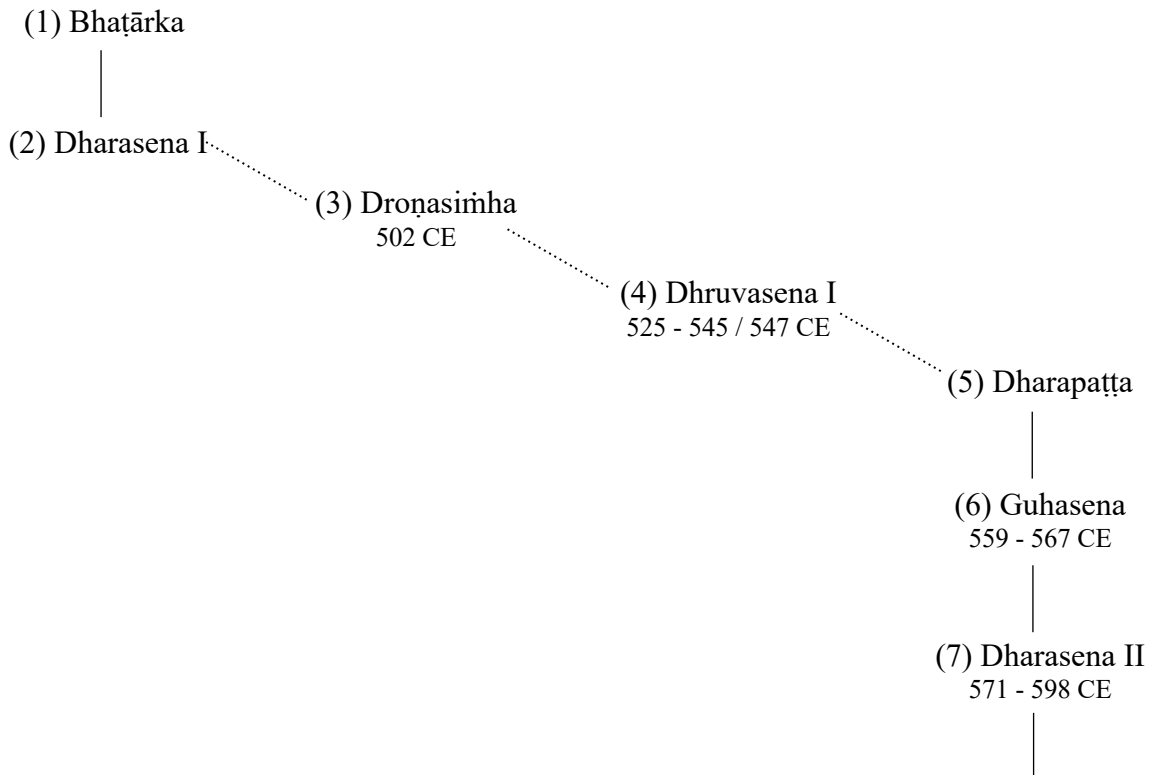 (1) Bhaṭārka
(2) Dharasena I
(3) Droṇasiṁha
502 CE
(4) Dhruvasena I
525 - 545 / 547 CE
(5) Dharapaṭṭa
(6) Guhasena
559 - 567 CE
(7) Dharasena II
571 - 598 CE